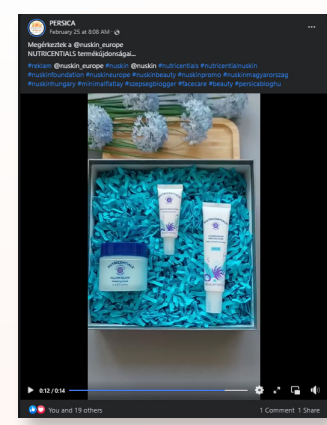 PERSICA
February 25 at 8:08 AM
Megérkeztek a @nuskin_europe
NUTRICENTIALS termékújdonságai...
#reklám @nuskin_europe #nuskin @nuskin #nutricentials #nutricentialsnuskin
#nuskinfoundation #nuskineurope #nuskinbeauty #nuskinpromo #nuskinmagyarorszag
#nuskinhungary #minimalflatlay #szepsegblogger #facecare #beauty #persicabloghu
0:12 / 0:14
You and 19 others
1 Comment 1 Share